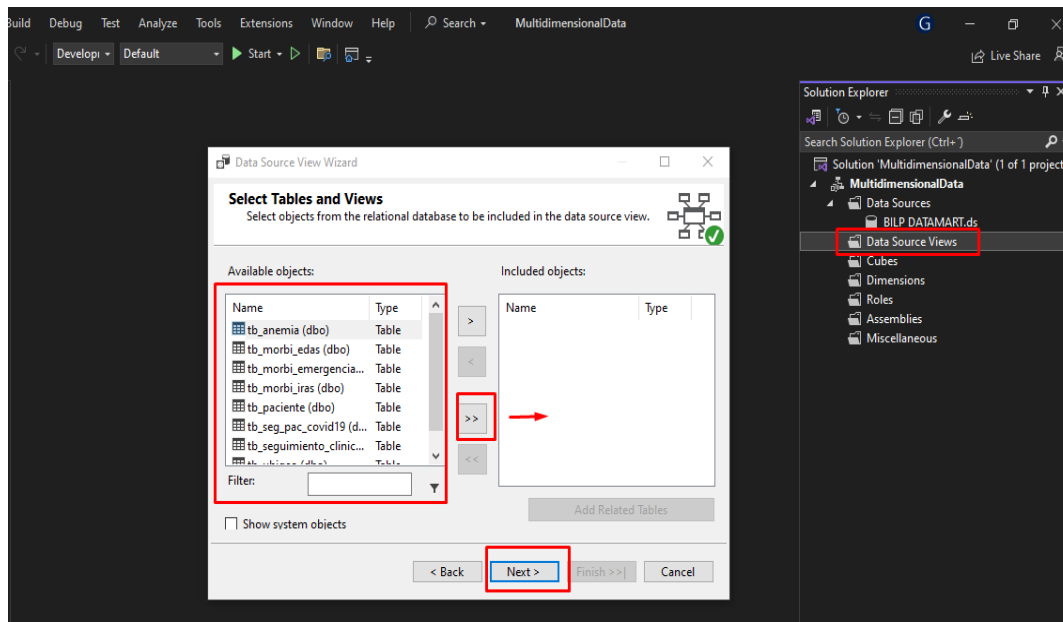 Build Debug Test Analyze Tools Extensions Window Help Search MultidimensionalData G
Develop Default Start Live Share
Solution Explorer
Search Solution Explorer (Ctrl+¨)
Solution 'MultidimensionalData' (1 of 1 project
MultidimensionalData
Data Sources
BILP DATAMART.ds
Data Source Views
Cubes
Dimensions
Roles
Assemblies
Miscellaneous
Data Source View Wizard
Select Tables and Views
Select objects from the relational database to be included in the data source view.
Available objects:
Name Type
tb_anemia (dbo) Table
tb_morbi_edas (dbo) Table
tb_morbi_emergencia... Table
tb_morbi_iras (dbo) Table
tb_paciente (dbo) Table
tb_seg_pac_covid19 (d... Table
tb_seguimiento_clinic... Table
Filter:
Show system objects
>
<
>>
<<
Included objects:
Name Type
Add Related Tables
< Back Next > Finish >>| Cancel